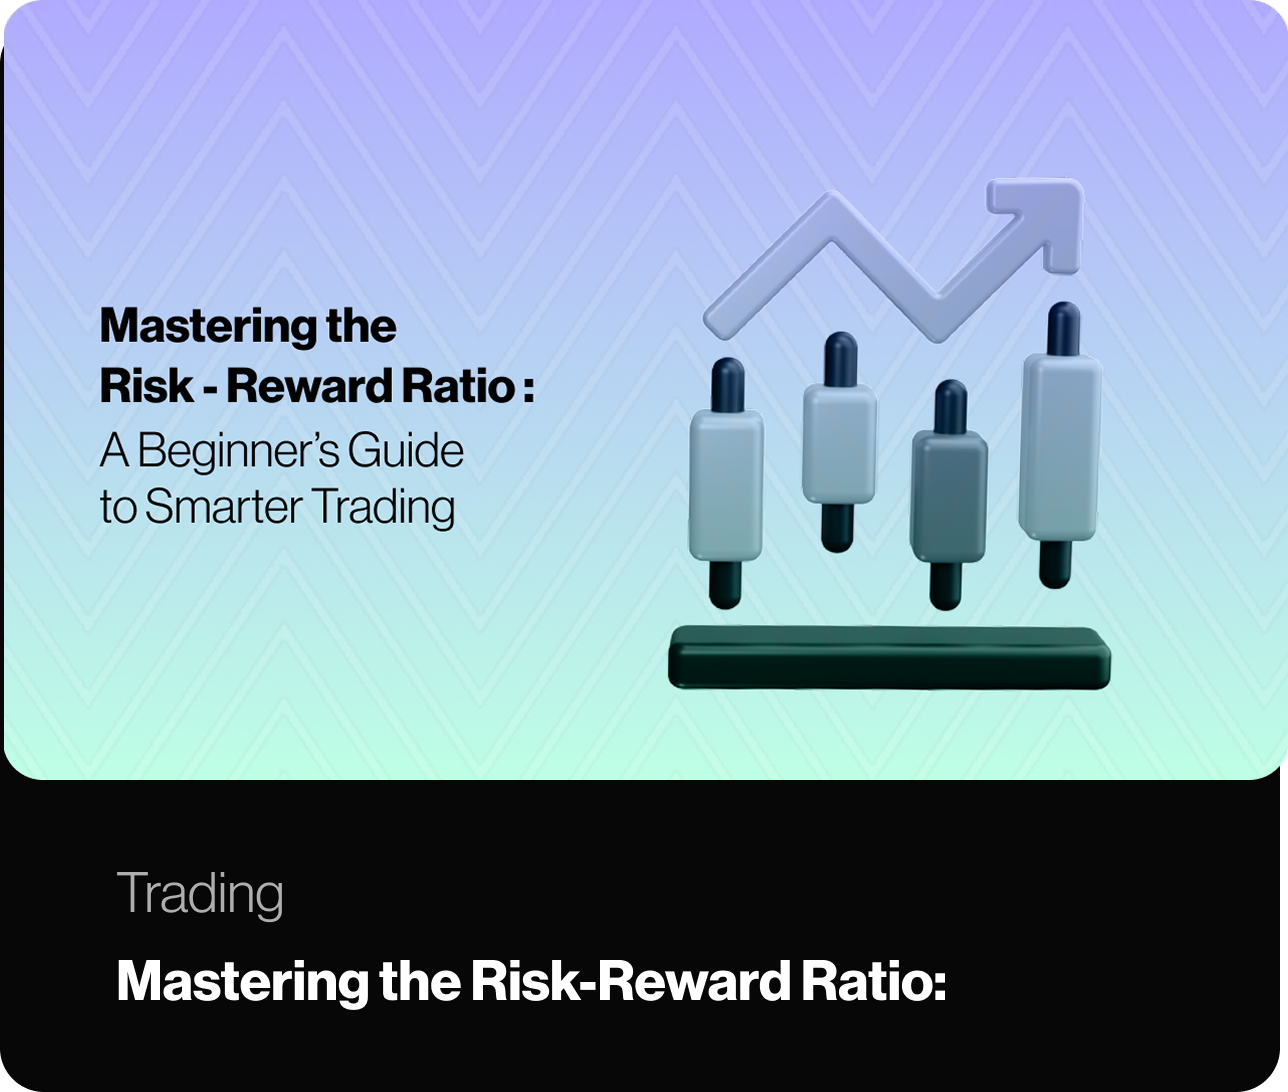 Mastering the
Risk - Reward Ratio :
A Beginner’s Guide
to Smarter Trading
Trading
Mastering the Risk-Reward Ratio: